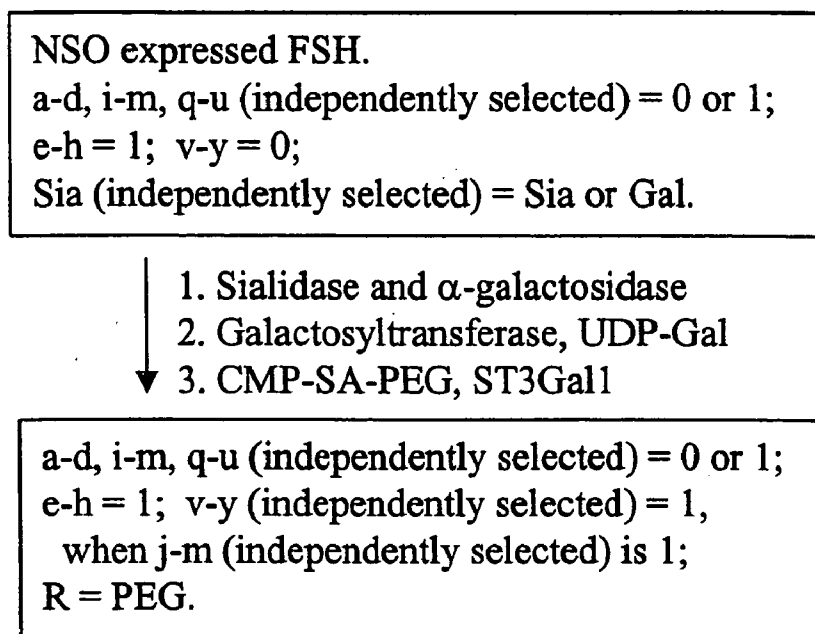 NSO expressed FSH.
a-d, i-m, q-u (independently selected) = 0 or 1;
e-h = 1; v-y = 0;
Sia (independently selected) = Sia or Gal.
1. Sialidase and α-galactosidase
2. Galactosyltransferase, UDP-Gal
3. CMP-SA-PEG, ST3Gal1
a-d, i-m, q-u (independently selected) = 0 or 1;
e-h = 1; v-y (independently selected) = 1,
when j-m (independently selected) is 1;
R = PEG.